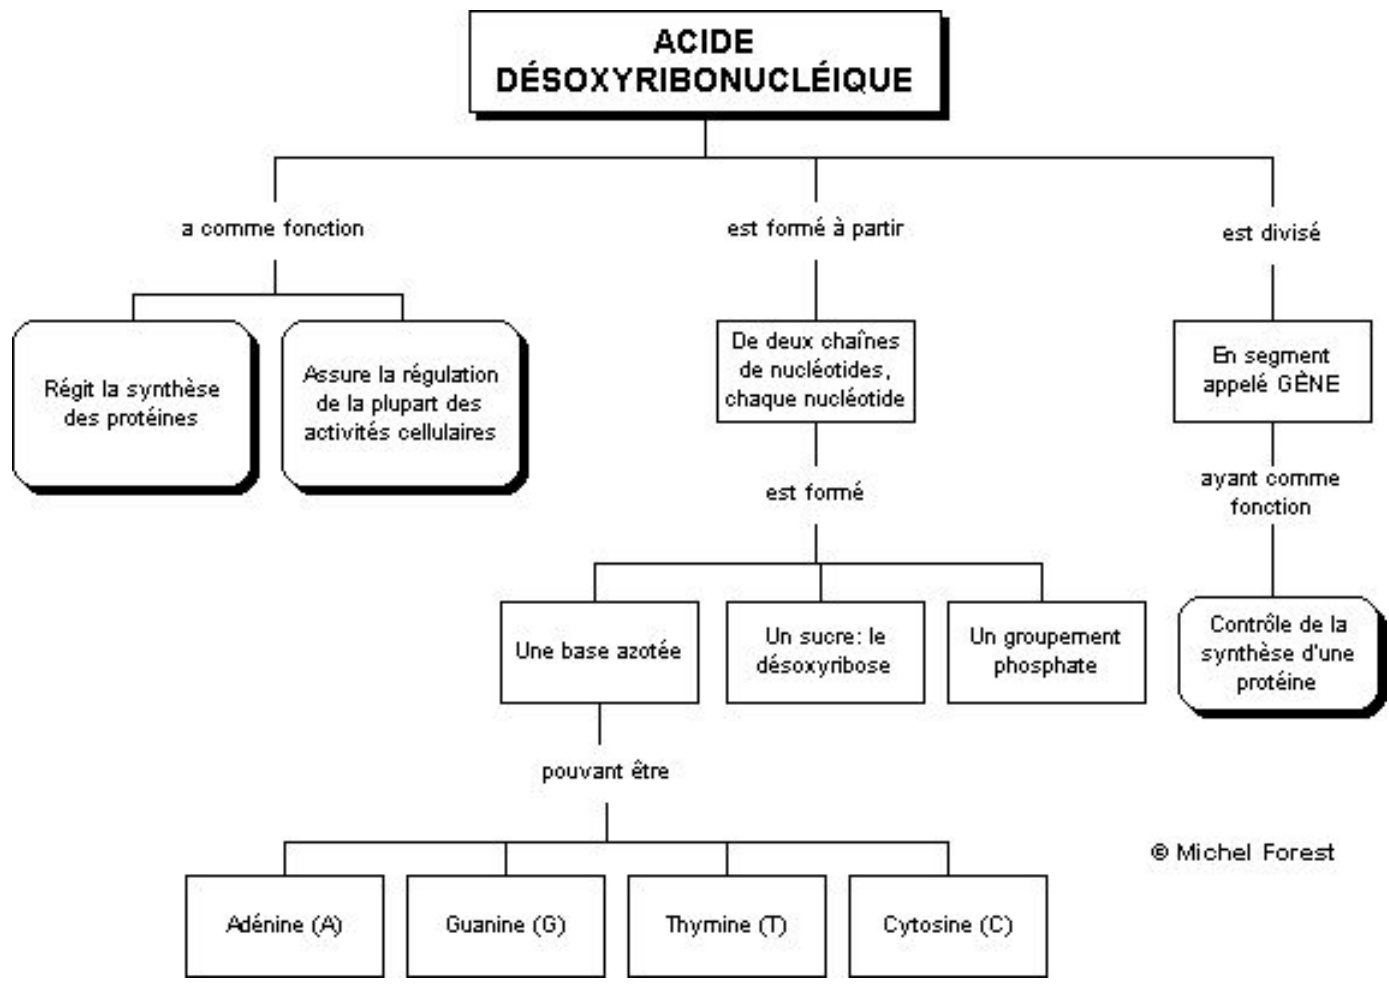 ACIDE
DÉSOXYRIBONUCLÉIQUE
a comme fonction
est formé à partir
est divisé
Régit la synthèse
des protéines
Assure la régulation
de la plupart des
activités cellulaires
De deux chaînes
de nucléotides,
chaque nucléotide
En segment
appelé GÈNE
est formé
ayant comme
fonction
Une base azotée
Un sucre: le
désoxyribose
Un groupement
phosphate
Contrôle de la
synthèse d'une
protéine
pouvant être
Adénine (A)
Guanine (G)
Thymine (T)
Cytosine (C)
© Michel Forest